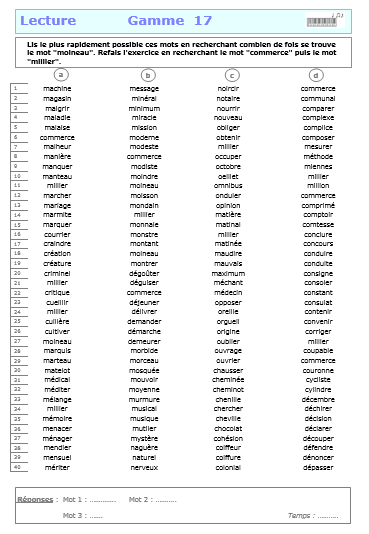 Lecture Gamme 17
Lis le plus rapidement possible ces mots en recherchant combien de fois se trouve
le mot "moineau". Refais l'exercice en recherchant le mot "commerce" puis le mot
"millier".
a b c d
1 machine message noircir commerce
2 magasin minéral notaire communal
3 maigrir minimum nourrir comparer
4 maladie miracle nouveau complexe
5 malaise mission obliger complice
6 commerce moderne obtenir composer
7 malheur modeste millier mesurer
8 manière commerce occuper méthode
9 manquer modiste octobre miennes
10 manteau moindre oeillet millier
11 millier moineau omnibus million
12 marcher moisson onduler commerce
13 mariage mondain opinion comprimé
14 marmite millier matière comptoir
15 marquer monnaie matinal comtesse
16 courrier monstre millier conclure
17 craindre montant matinée concours
18 création moineau maudire conduire
19 créature montrer mauvais conduite
20 criminel dégoûter maximum consigne
21 millier déguiser méchant consoler
22 critique commerce médecin constant
23 cueillir déjeuner opposer consulat
24 millier délivrer oreille contenir
25 cuillère demander orgueil convenir
26 cultiver démarche origine corriger
27 moineau demeurer oublier millier
28 marquis morbide ouvrage coupable
29 marteau morceau ouvrier commerce
30 matelot mosquée chausser couronne
31 médical mouvoir cheminée cycliste
32 méditer moyenne cheminot cylindre
33 mélange murmure chenille décembre
34 millier musical chercher déchirer
35 mémoire musique cheville décision
36 menacer mutiler chocolat déclarer
37 ménager mystère cohésion découper
38 mendier naguère coiffeur défendre
39 mensuel naturel coiffure dénoncer
40 mériter nerveux colonial dépasser
Réponses : Mot 1 : ............. Mot 2 : ..........
Mot 3 : ...... Temps : ..........